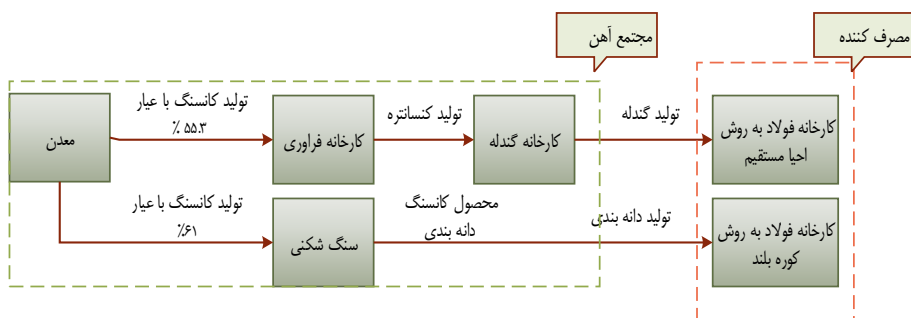 مجتمع آهن
مصرف کننده
معدن
تولید کانسنگ با عیار
۵۵.۳ ٪
کارخانه فراوری
تولید کنسانتره
کارخانه گندله
تولید گندله
کارخانه فولاد به روش
احیا مستقیم
تولید کانسنگ با عیار
۶۱٪
سنگ شکنی
محصول کانسنگ
دانه بندی
تولید دانه بندی
کارخانه فولاد به روش
کوره بلند